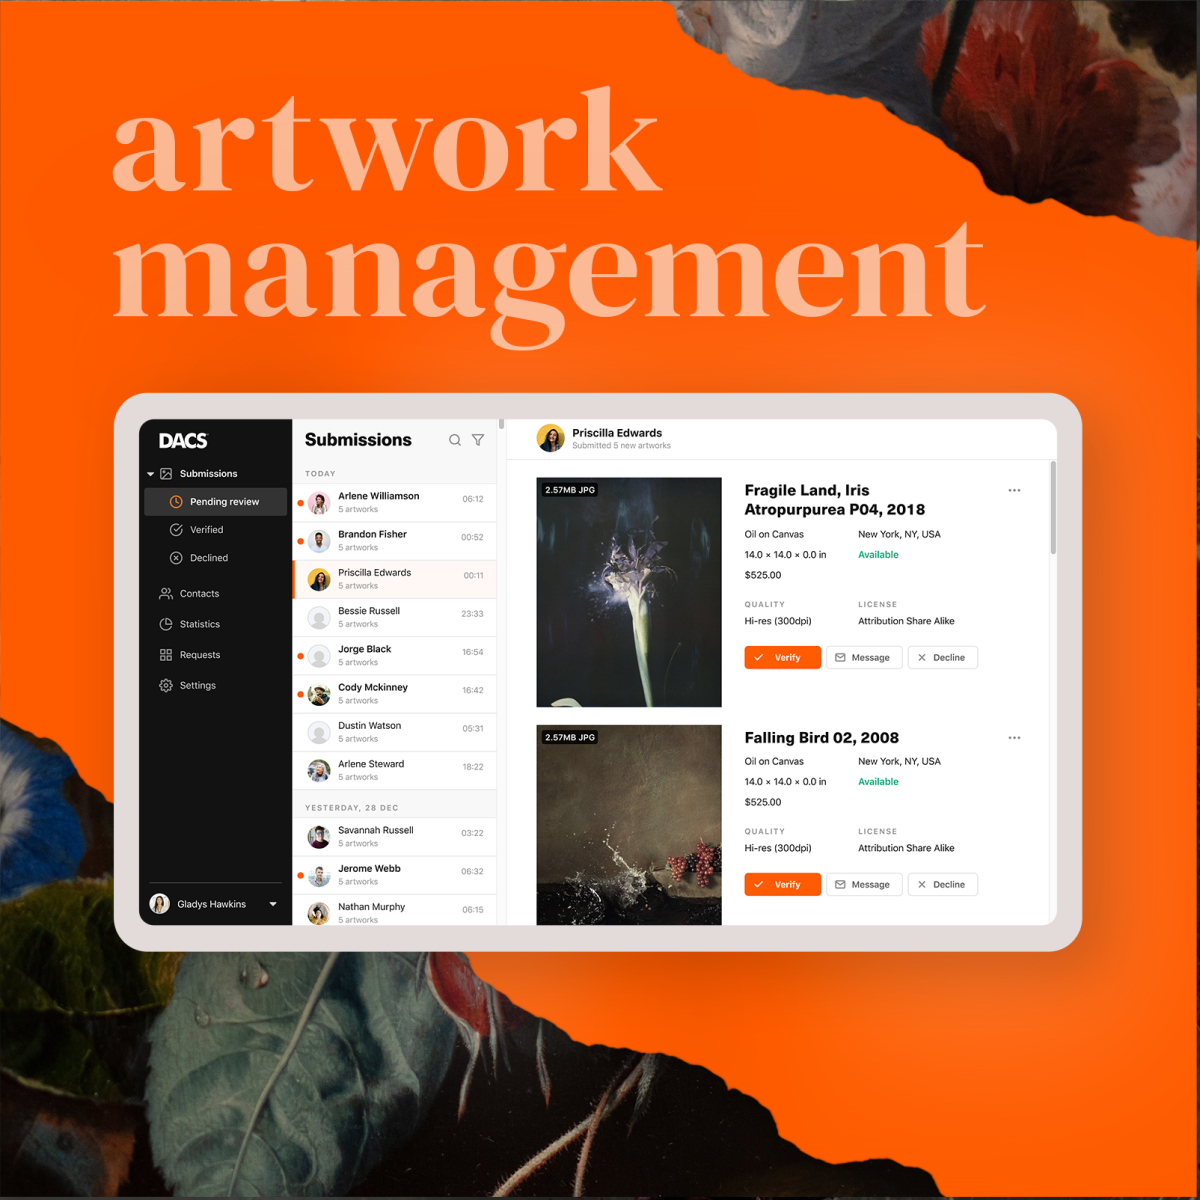 artwork
management
DACS
Submissions
Pending review
Verified
Declined
Contacts
Statistics
Requests
Settings
Gladys Hawkins
Submissions
TODAY
Arlene Williamson 06:12
5 artworks
Brandon Fisher 00:52
5 artworks
Priscilla Edwards 00:11
5 artworks
Bessie Russell 23:33
5 artworks
Jorge Black 16:54
5 artworks
Cody Mckinney 16:42
5 artworks
Dustin Watson 05:31
5 artworks
Arlene Steward 18:22
5 artworks
YESTERDAY, 28 DEC
Savannah Russell 03:22
5 artworks
Jerome Webb 06:32
5 artworks
Nathan Murphy 06:15
5 artworks
Priscilla Edwards
Submitted 5 new artworks
2.57MB JPG
Fragile Land, Iris
Atropurpurea P04, 2018
Oil on Canvas New York, NY, USA
14.0 × 14.0 × 0.0 in Available
$525.00
QUALITY LICENSE
Hi-res (300dpi) Attribution Share Alike
Verify Message Decline
2.57MB JPG
Falling Bird 02, 2008
Oil on Canvas New York, NY, USA
14.0 × 14.0 × 0.0 in Available
$525.00
QUALITY LICENSE
Hi-res (300dpi) Attribution Share Alike
Verify Message Decline